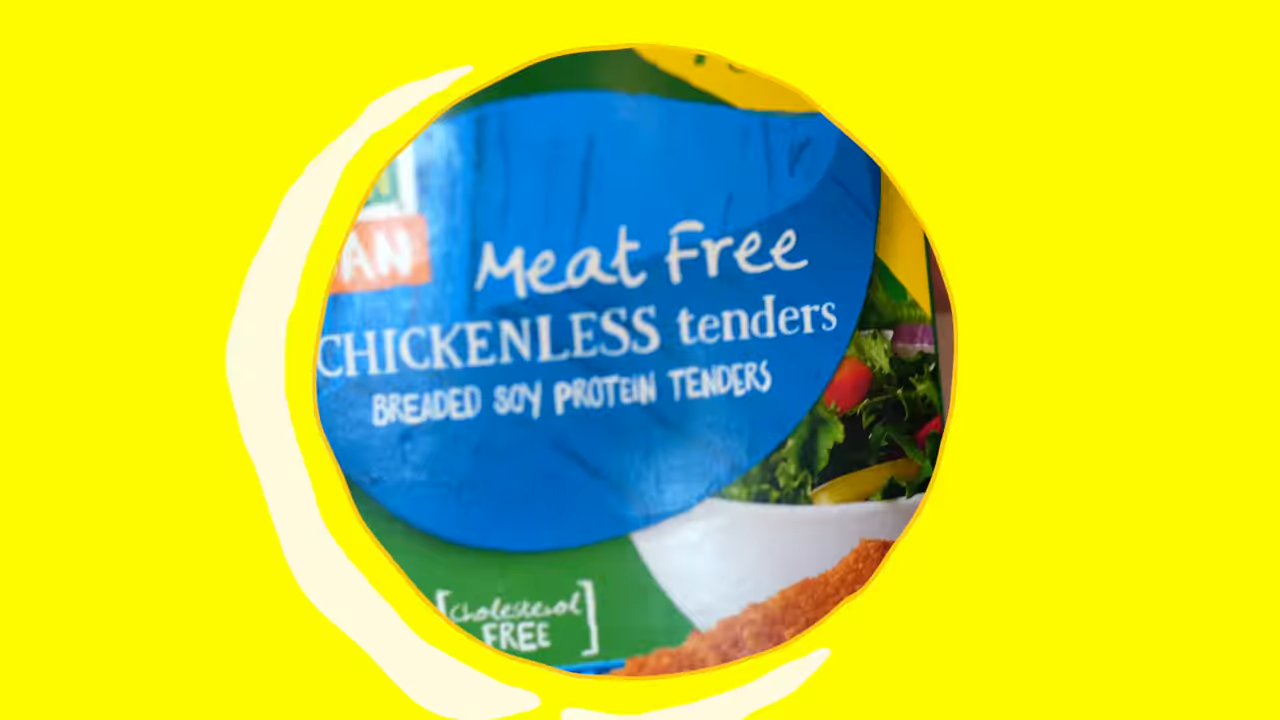 AN
Meat Free
CHICKENLESS tenders
BREADED SOY PROTEIN TENDERS
[Cholesterol
FREE]